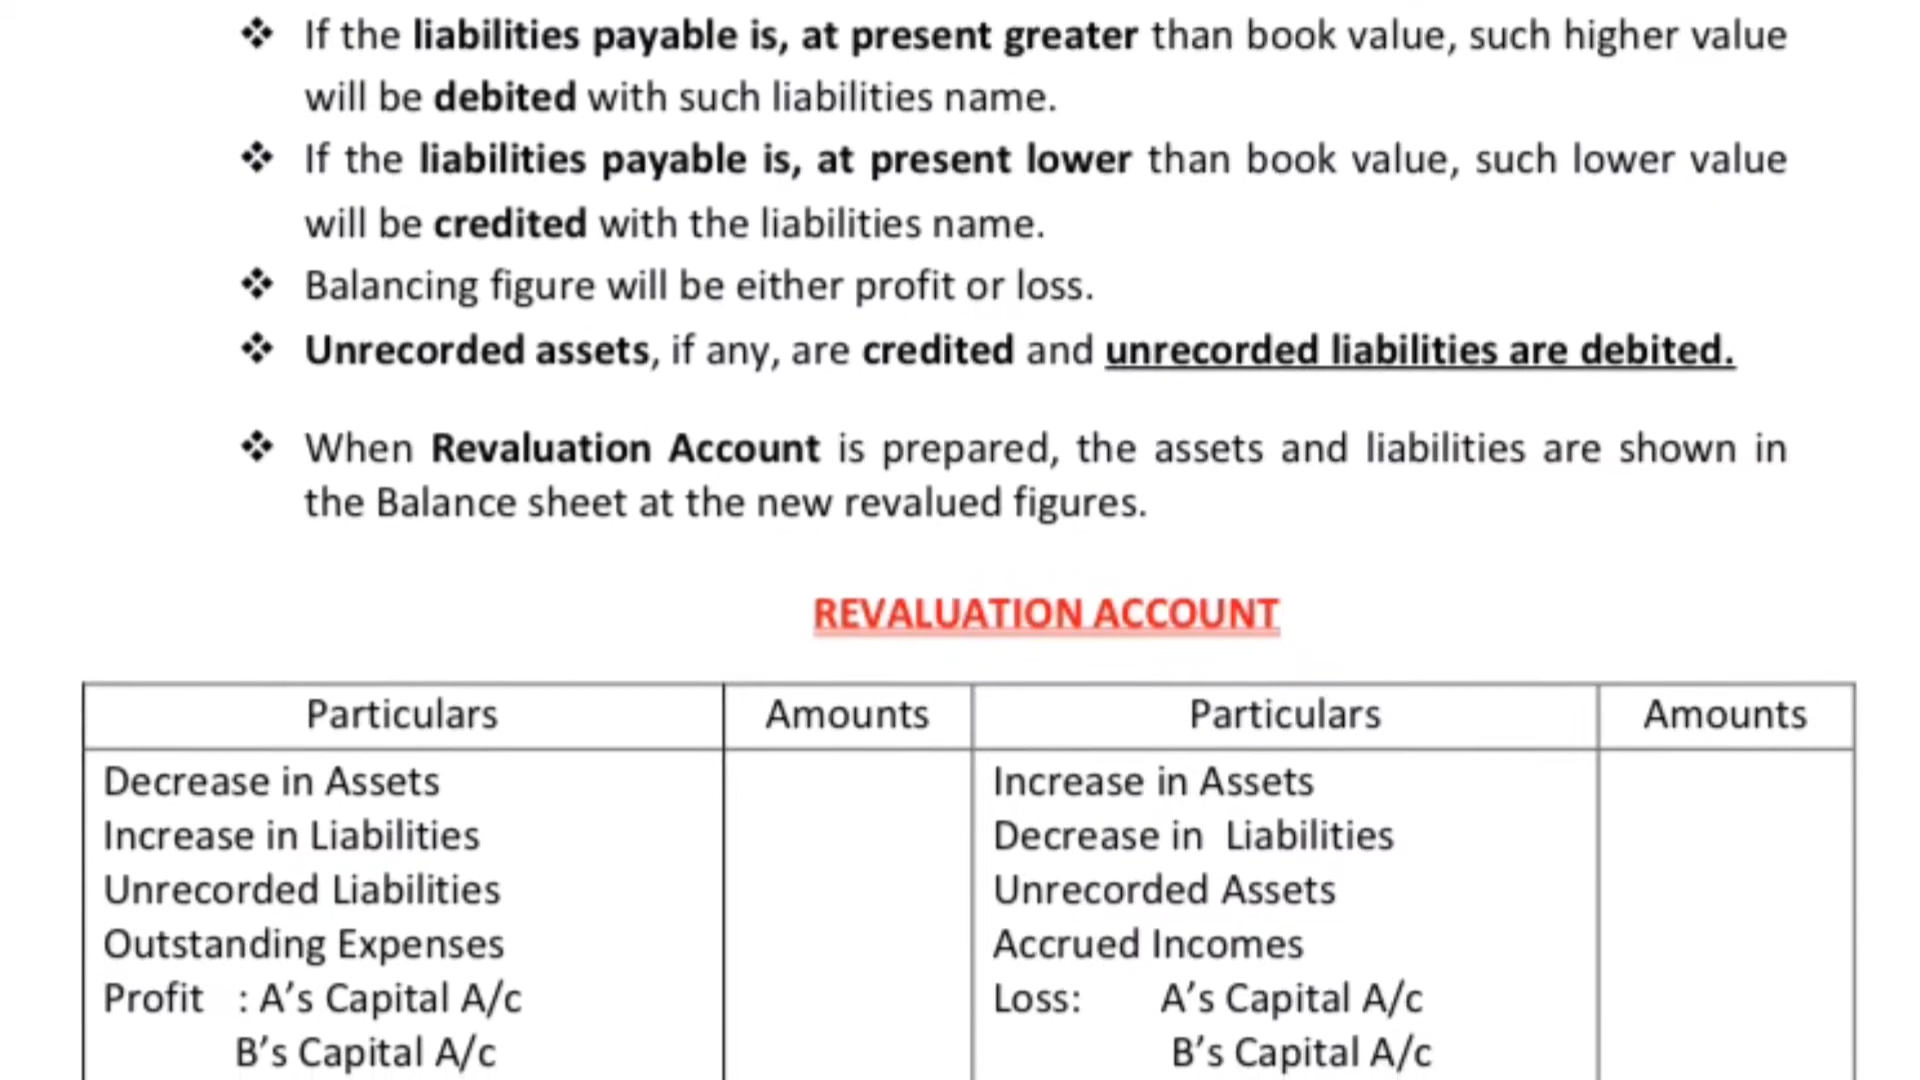 ❖ If the liabilities payable is, at present greater than book value, such higher value
will be debited with such liabilities name.
❖ If the liabilities payable is, at present lower than book value, such lower value
will be credited with the liabilities name.
❖ Balancing figure will be either profit or loss.
❖ Unrecorded assets, if any, are credited and unrecorded liabilities are debited.
❖ When Revaluation Account is prepared, the assets and liabilities are shown in
the Balance sheet at the new revalued figures.
REVALUATION ACCOUNT
Particulars Amounts Particulars Amounts
Decrease in Assets Increase in Assets
Increase in Liabilities Decrease in Liabilities
Unrecorded Liabilities Unrecorded Assets
Outstanding Expenses Accrued Incomes
Profit : A’s Capital A/c Loss: A’s Capital A/c
B’s Capital A/c B’s Capital A/c